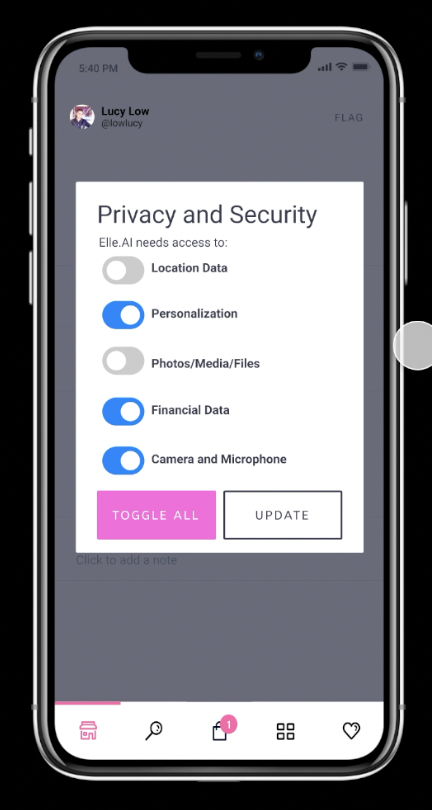 5:40 PM
Lucy Low
@lowlucy
FLAG
Privacy and Security
Elle.AI needs access to:
Location Data
Personalization
Photos/Media/Files
Financial Data
Camera and Microphone
TOGGLE ALL
UPDATE
Click to add a note
1